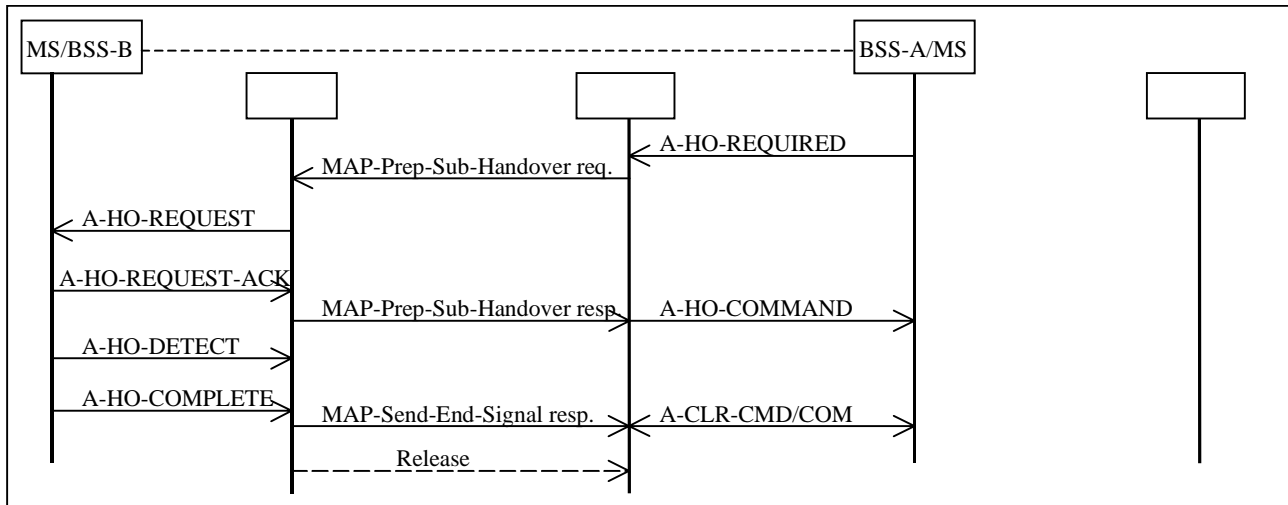 MS/BSS-B
BSS-A/MS
A-HO-REQUIRED
MAP-Prep-Sub-Handover req.
A-HO-REQUEST
A-HO-REQUEST-ACK
MAP-Prep-Sub-Handover resp.
A-HO-COMMAND
A-HO-DETECT
A-HO-COMPLETE
MAP-Send-End-Signal resp.
A-CLR-CMD/COM
Release